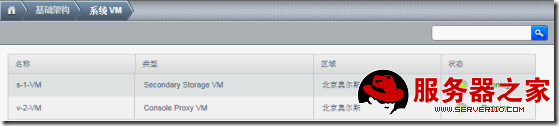 基础架构 系统 VM
名称 类型 区域 状态
s-1-VM Secondary Storage VM 北京奥尔斯
v-2-VM Console Proxy VM 北京奥尔斯
服务器之家
WWW.SERVER110.COM